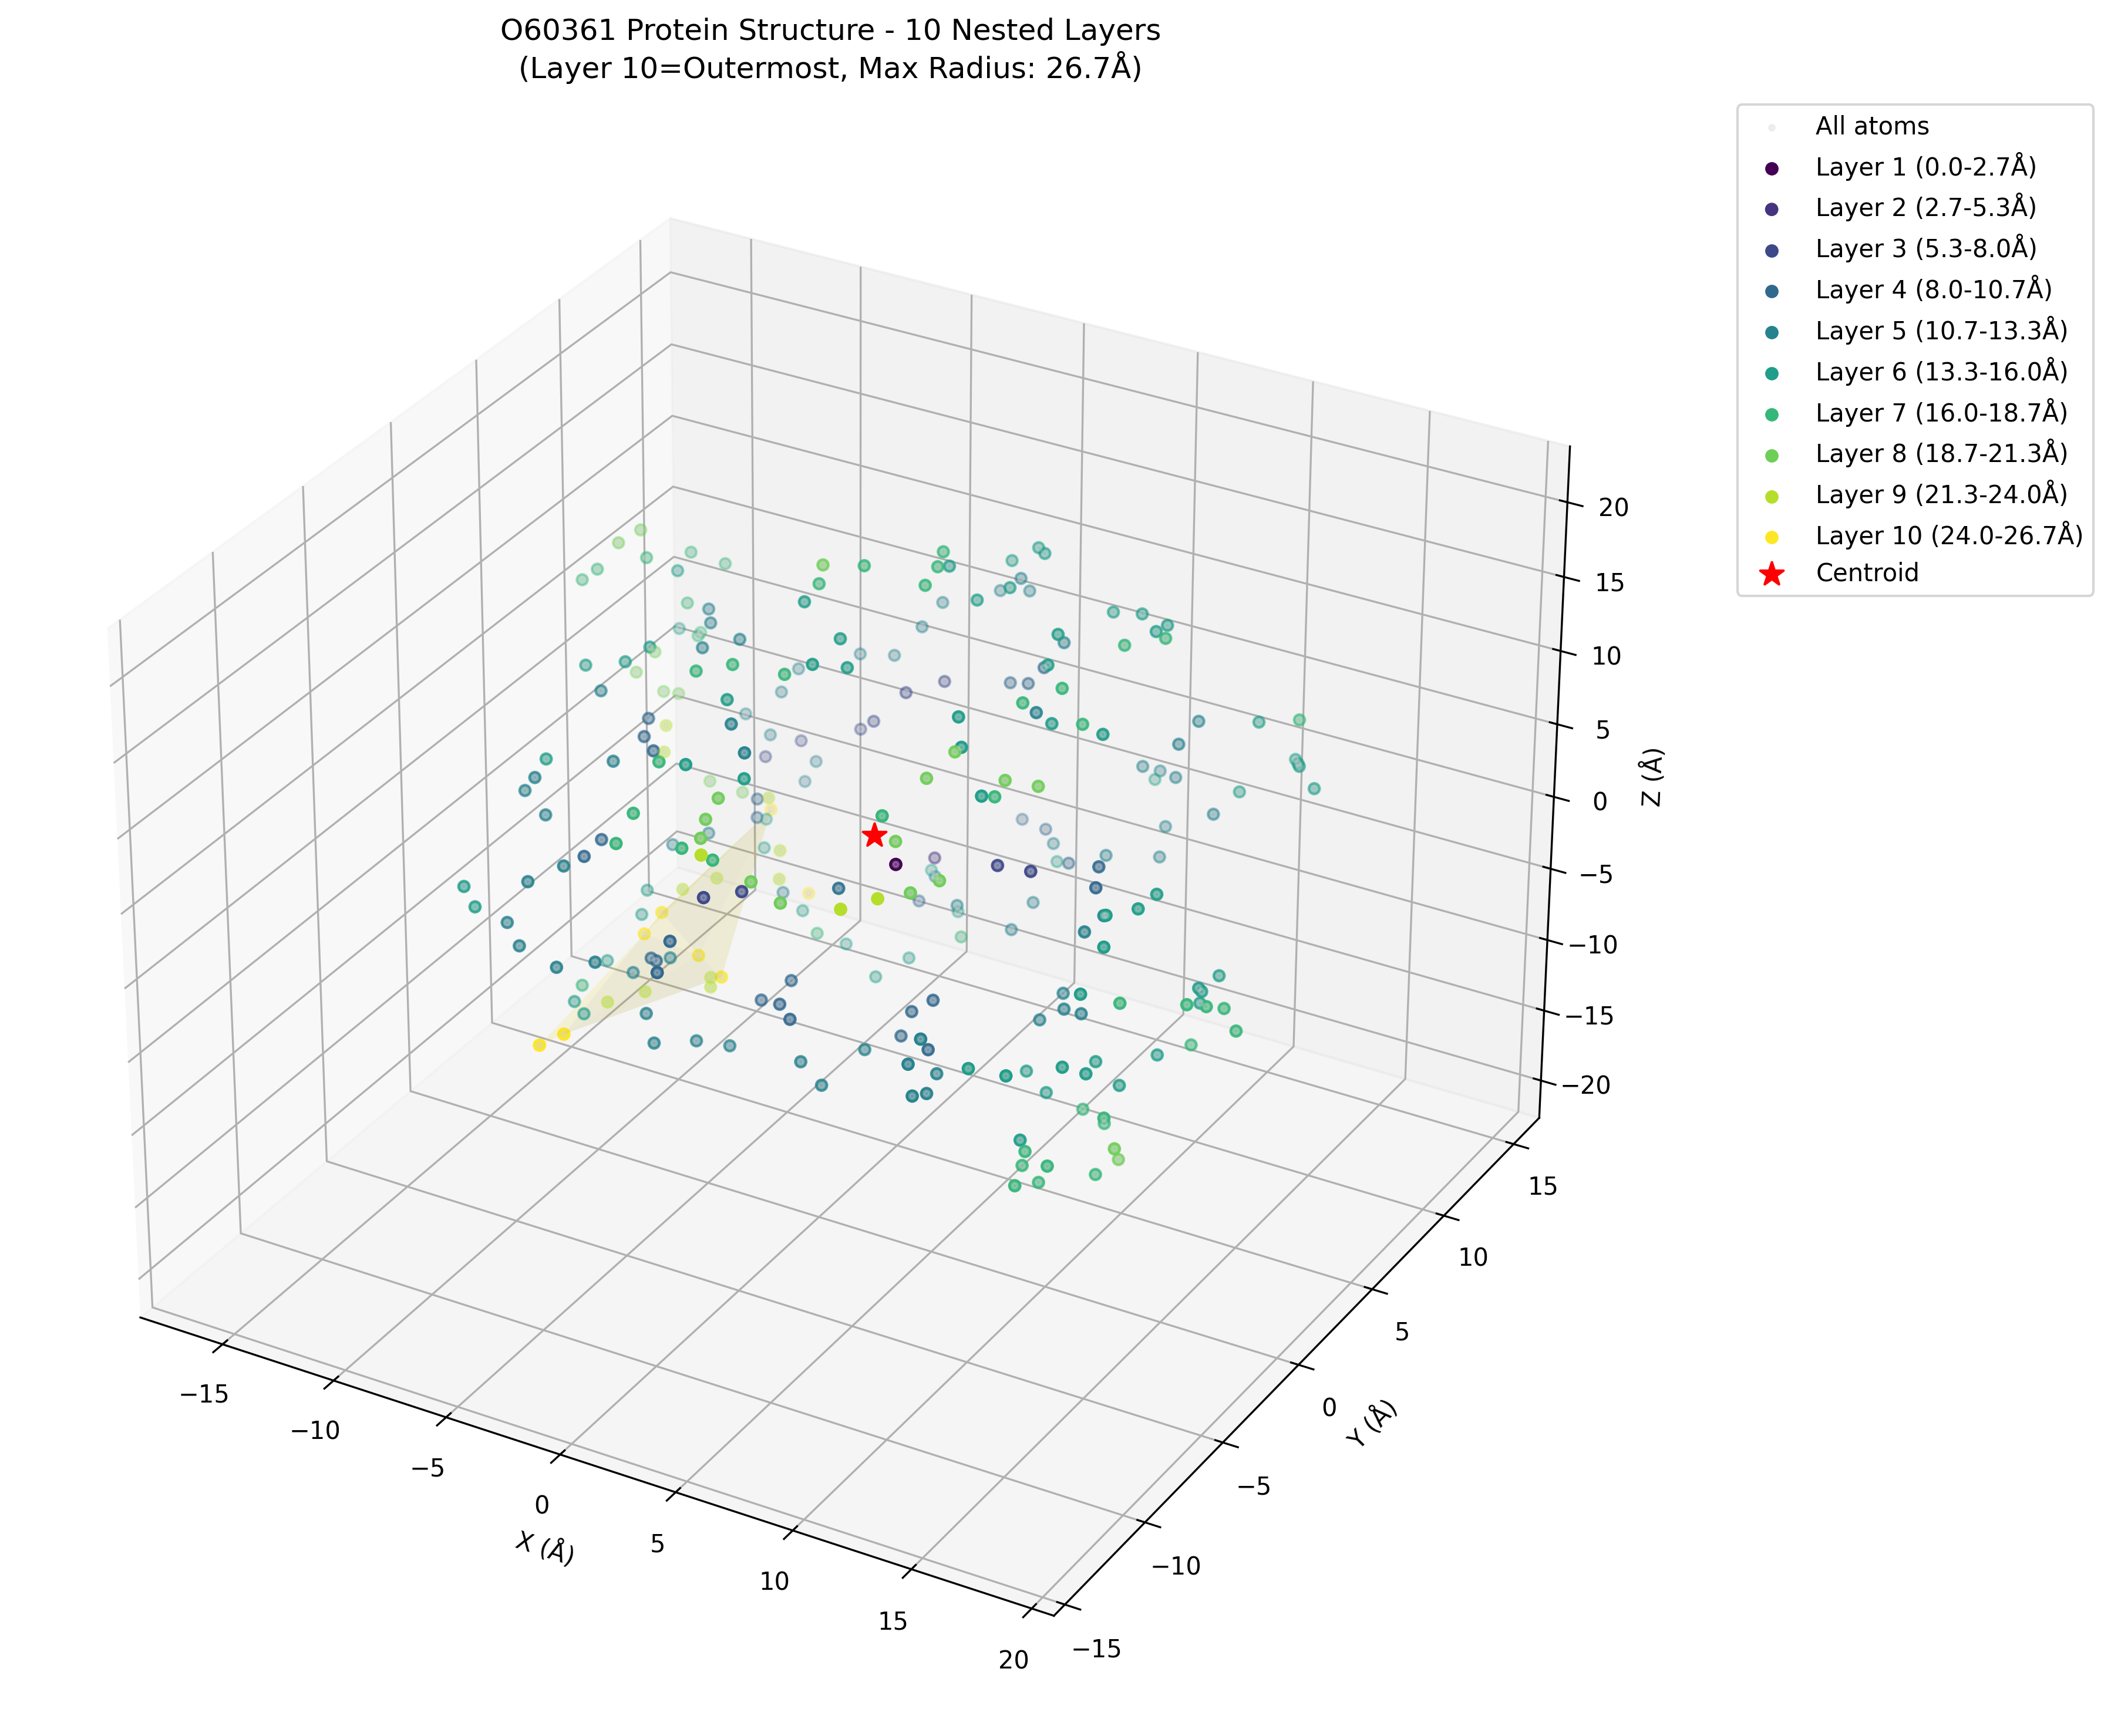 O60361 Protein Structure - 10 Nested Layers
(Layer 10=Outermost, Max Radius: 26.7Å)
All atoms
Layer 1 (0.0-2.7Å)
Layer 2 (2.7-5.3Å)
Layer 3 (5.3-8.0Å)
Layer 4 (8.0-10.7Å)
Layer 5 (10.7-13.3Å)
Layer 6 (13.3-16.0Å)
Layer 7 (16.0-18.7Å)
Layer 8 (18.7-21.3Å)
Layer 9 (21.3-24.0Å)
Layer 10 (24.0-26.7Å)
Centroid
20
15
10
5
0
−5
−10
−15
−20
Z (Å)
15
10
5
0
−5
−10
−15
Y (Å)
−15
−10
−5
0
5
10
15
20
X (Å)